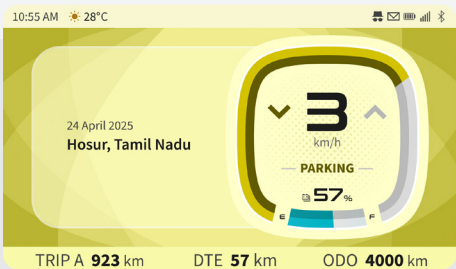 10:55 AM 28°C
24 April 2025
Hosur, Tamil Nadu
3
km/h
PARKING
57%
E F
TRIP A 923 km DTE 57 km ODO 4000 km